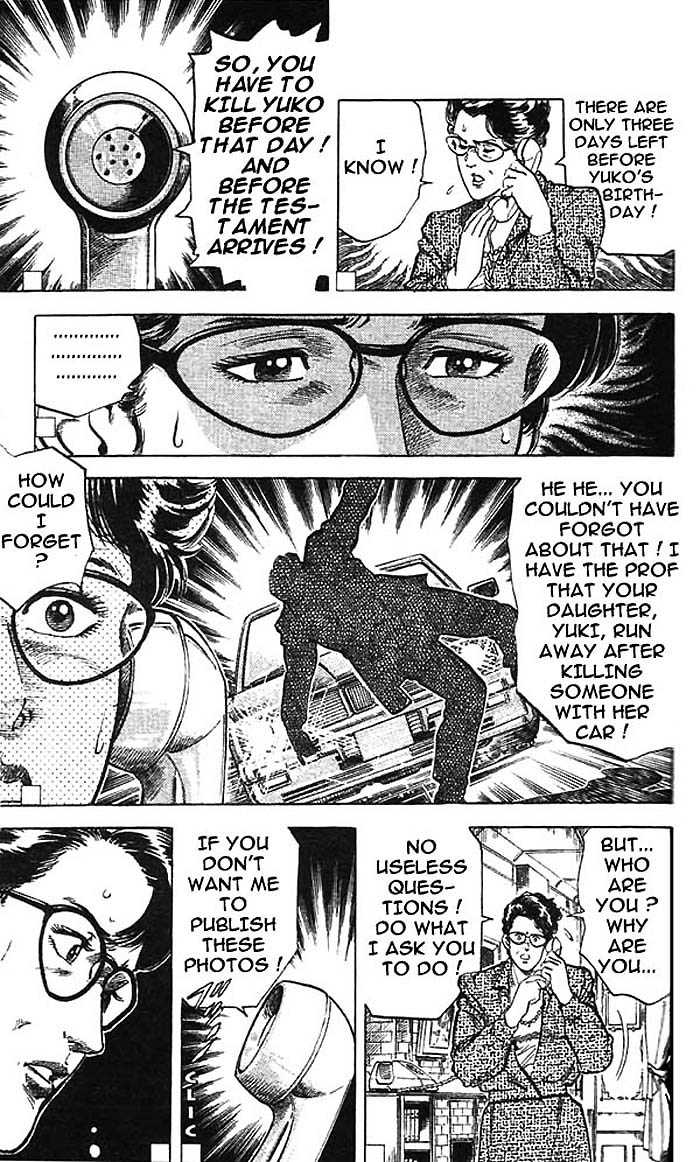 THERE ARE
ONLY THREE
DAYS LEFT
BEFORE
YUKO'S
BIRTH-
DAY !
I
KNOW !
SO, YOU
HAVE TO
KILL YUKO
BEFORE
THAT DAY !
AND
BEFORE
THE TES-
TAMENT
ARRIVES !
..............
..............
............
HE HE... YOU
COULDN'T HAVE
FORGOT
ABOUT THAT ! I
HAVE THE PROF
THAT YOUR
DAUGHTER,
YUKI, RUN
AWAY AFTER
KILLING
SOMEONE
WITH HER
CAR !
HOW
COULD
I
FORGET
?
BUT...
WHO
ARE
YOU ?
WHY
ARE
YOU...
NO
USELESS
QUES-
TIONS !
DO WHAT
I ASK YOU
TO DO !
IF YOU
DON'T
WANT ME
TO
PUBLISH
THESE
PHOTOS !
CLIC